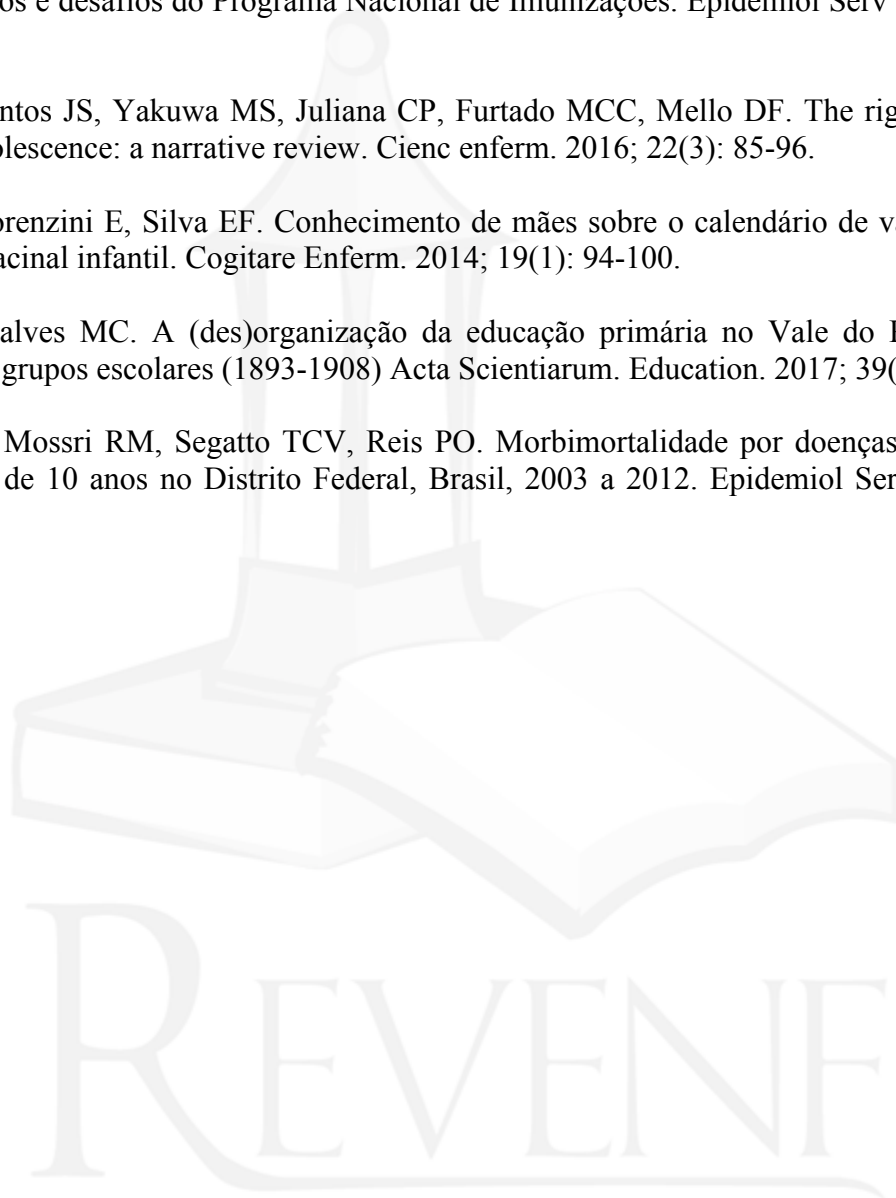 os e desafios do Programa Nacional de Imunizações. Epidemiol Serv
ntos JS, Yakuwa MS, Juliana CP, Furtado MCC, Mello DF. The rig
olescence: a narrative review. Cienc enferm. 2016; 22(3): 85-96.
orenzini E, Silva EF. Conhecimento de mães sobre o calendário de v
acinal infantil. Cogitare Enferm. 2014; 19(1): 94-100.
alves MC. A (des)organização da educação primária no Vale do
grupos escolares (1893-1908) Acta Scientiarum. Education. 2017; 39(
Mossri RM, Segatto TCV, Reis PO. Morbimortalidade por doenças
de 10 anos no Distrito Federal, Brasil, 2003 a 2012. Epidemiol Ser
REVENF